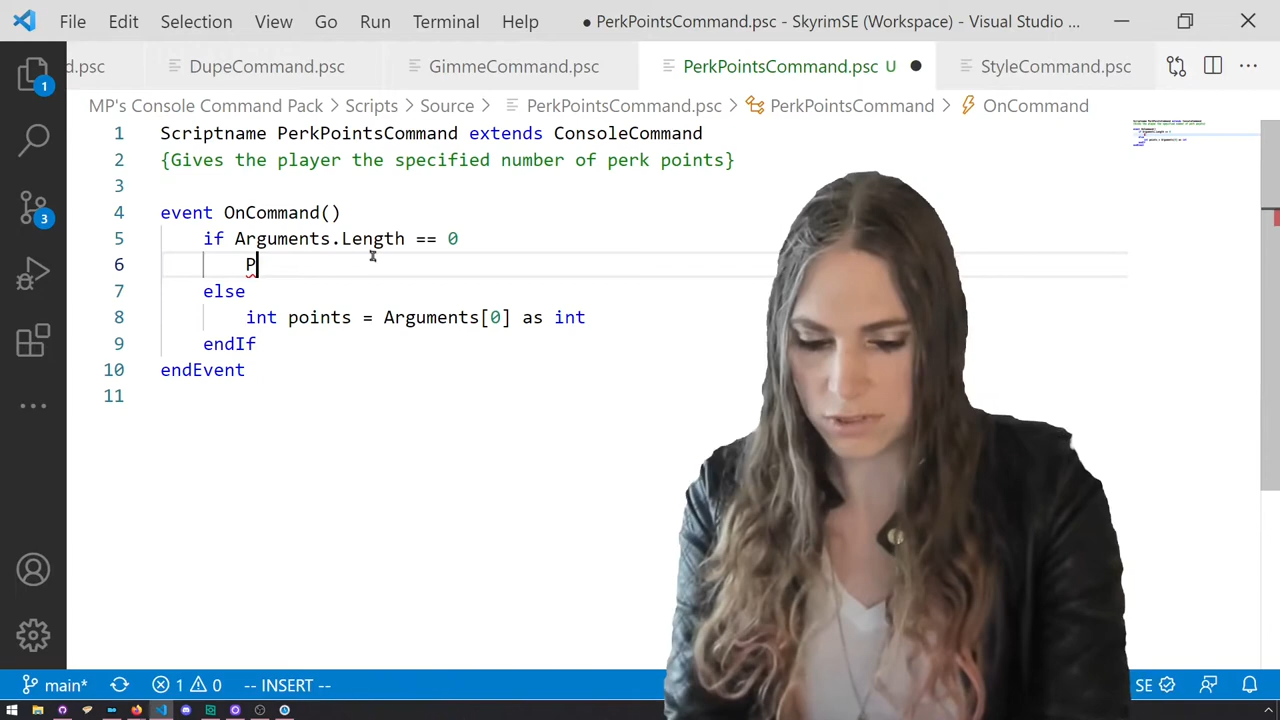 File Edit Selection View Go Run Terminal Help ● PerkPointsCommand.psc - SkyrimSE (Workspace) - Visual Studio ...
d.psc DupeCommand.psc GimmeCommand.psc PerkPointsCommand.psc U ● StyleCommand.psc ···
MP's Console Command Pack > Scripts > Source > PerkPointsCommand.psc > PerkPointsCommand > OnCommand
1 Scriptname PerkPointsCommand extends ConsoleCommand
2 {Gives the player the specified number of perk points}
3
4 event OnCommand()
5 if Arguments.Length == 0
6 P
7 else
8 int points = Arguments[0] as int
9 endIf
10 endEvent
11
1
3
main* 1 0 -- INSERT -- SE